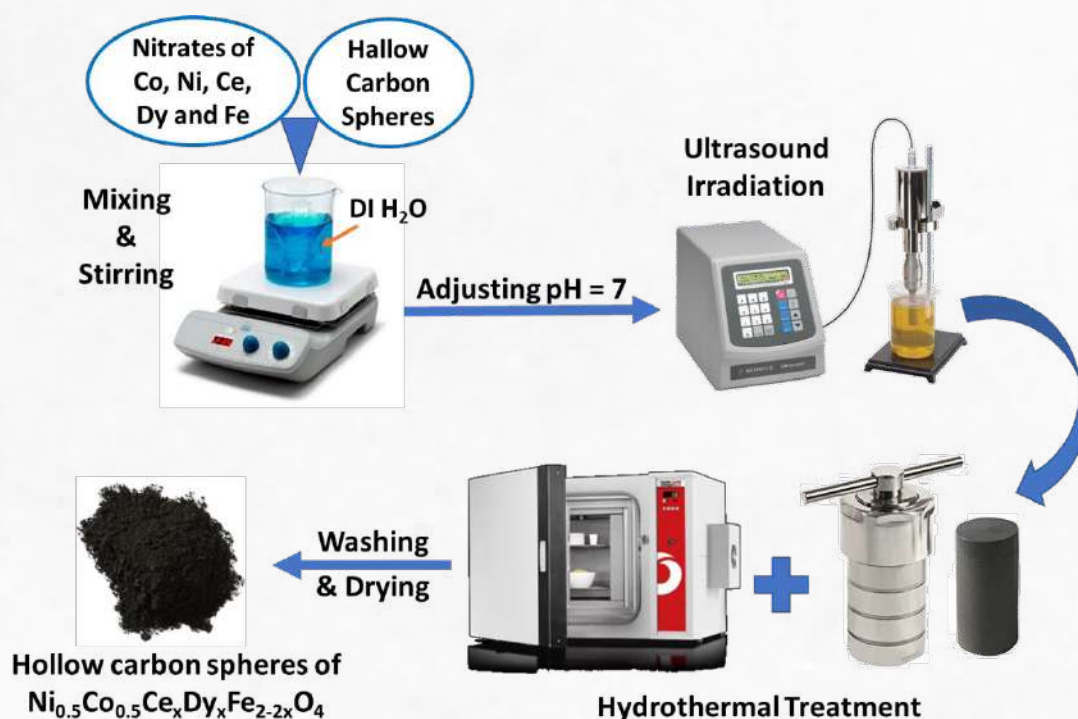 Nitrates of
Co, Ni, Ce,
Dy and Fe
Hallow
Carbon
Spheres
Mixing
&
Stirring
DI H₂O
Adjusting pH = 7
Ultrasound
Irradiation
Washing
& Drying
Hollow carbon spheres of
Ni₀.₅Co₀.₅CeₓDyₓFe₂₋₂ₓO₄
Hydrothermal Treatment